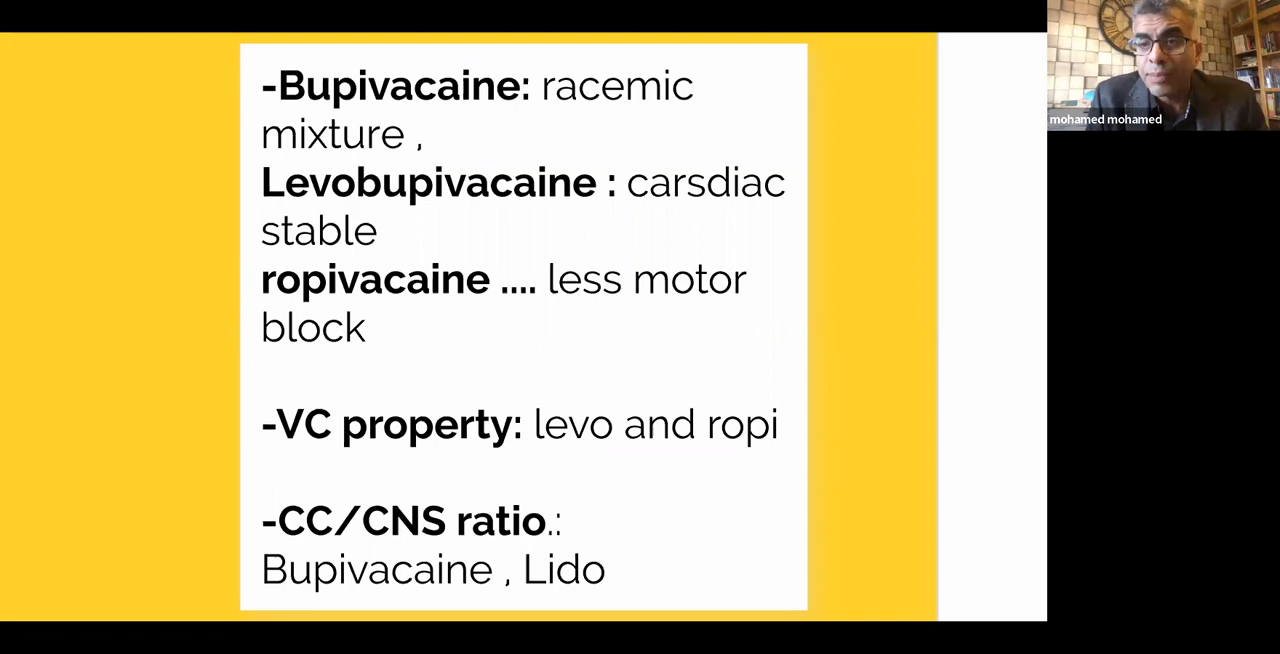 -Bupivacaine: racemic
mixture ,
Levobupivacaine : carsdiac
stable
ropivacaine .... less motor
block
-VC property: levo and ropi
-CC/CNS ratio.:
Bupivacaine , Lido
mohamed mohamed